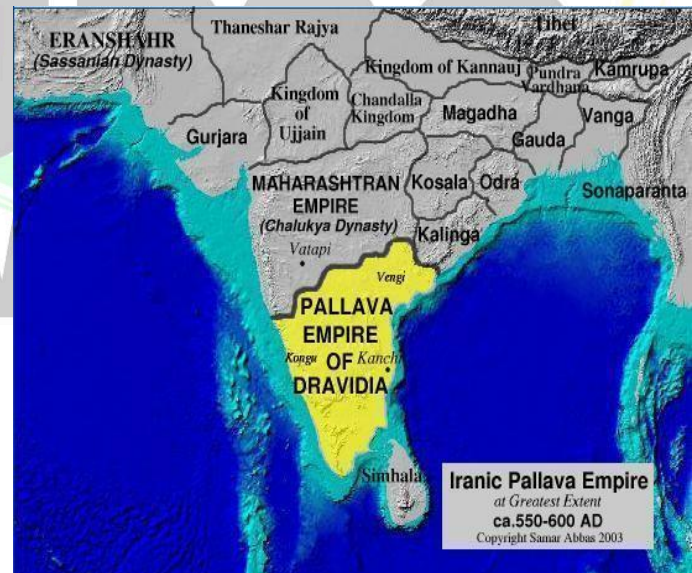 ERANSHAHR
(Sassanian Dynasty)
Thaneshar Rajya
Tibet
Kingdom of Kannauj
Pundra
Vardhana
Kamrupa
Kingdom
of
Ujjain
Chandalla
Kingdom
Magadha
Vanga
Gurjara
Gauda
MAHARASHTRAN
EMPIRE
(Chalukya Dynasty)
Kosala
Odra
Sonaparanta
Vatapi
Kalinga
Vengi
PALLAVA
EMPIRE
OF
DRAVIDIA
Kongu
Kanchi
Simhala
Iranic Pallava Empire
at Greatest Extent
ca.550-600 AD
Copyright Samar Abbas 2003